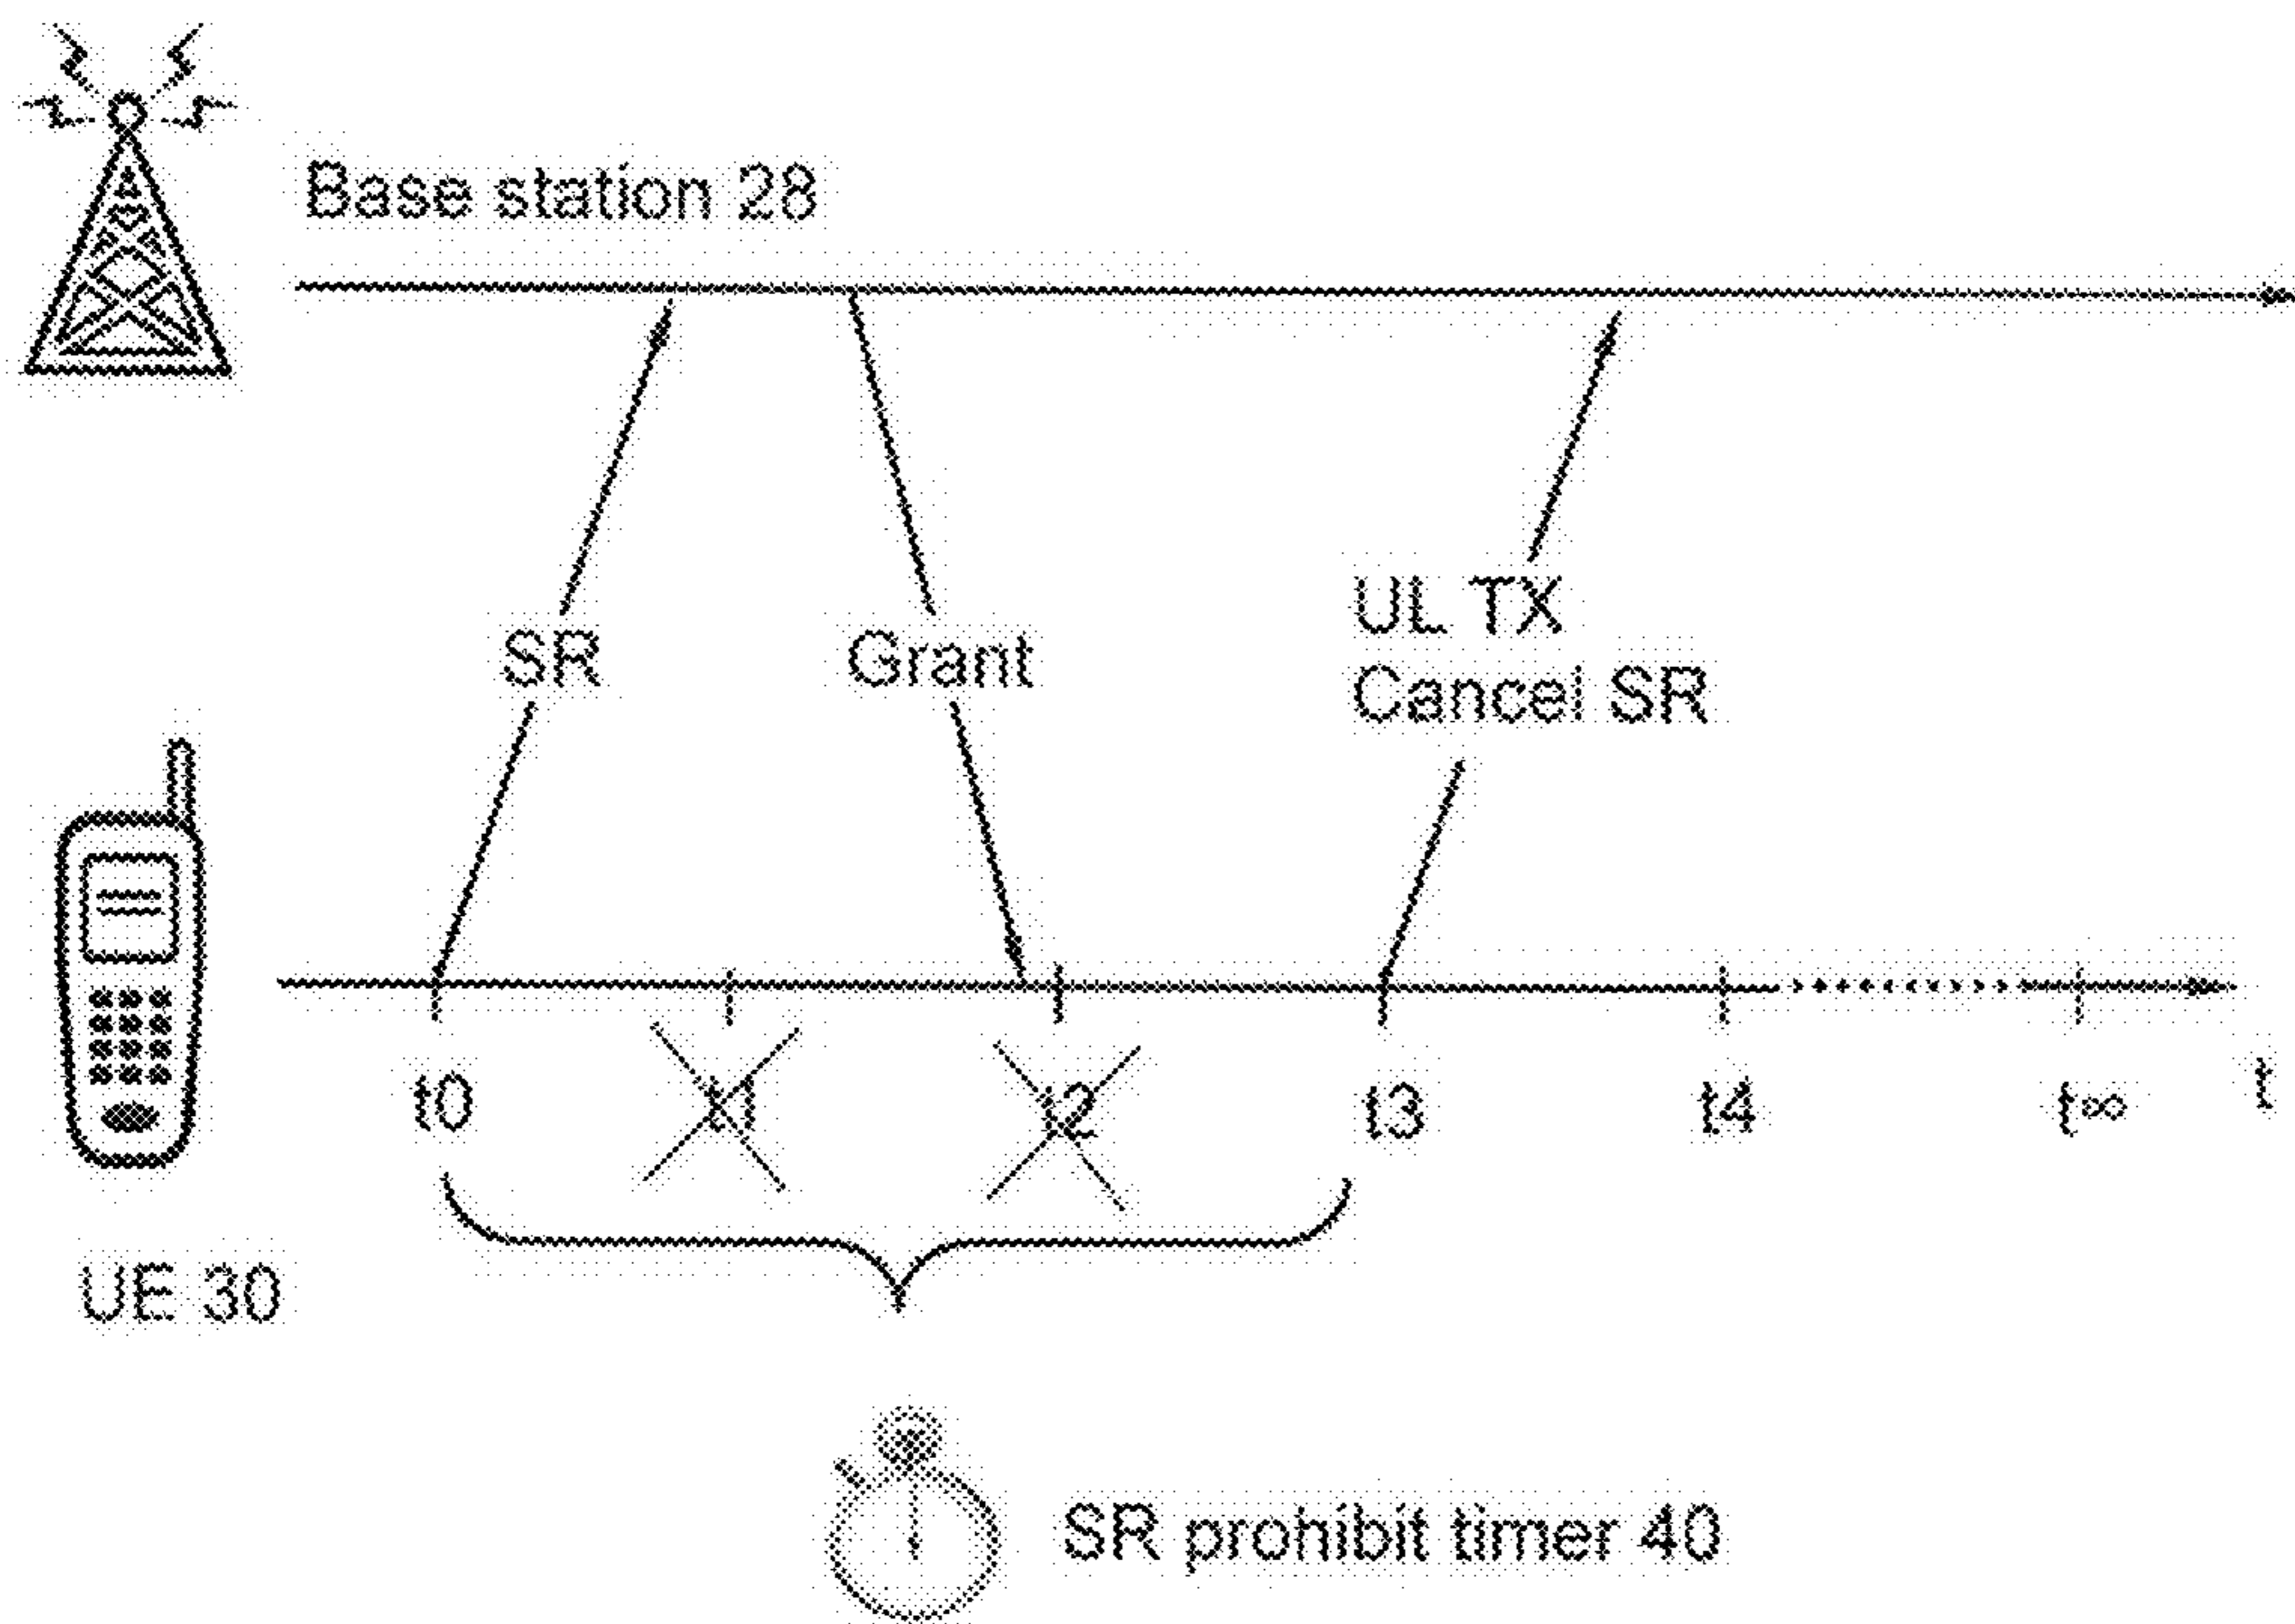 Base station 28
SR
Grant
UL TX
Cancel SR
t0
t1
t2
t3
t4
t∞
t
UE 30
SR prohibit timer 40